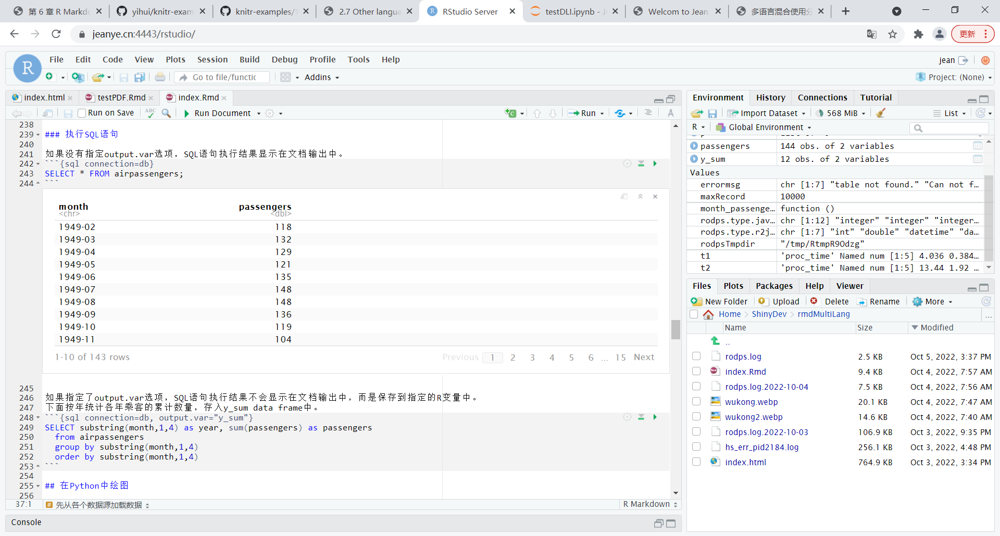 第 6 章 R Markdo
yihui/knitr-exam
knitr-examples/1
2.7 Other langua
RStudio Server
testDLI.ipynb - J
Welcom to Jean
多语言混合使用分
jeanye.cn:4443/rstudio/
更新
R
File Edit Code View Plots Session Build Debug Profile Tools Help
jean
Go to file/functic
Addins
Project: (None)
index.html
testPDF.Rmd
index.Rmd
Run on Save
ABC
Run Document
Run
238
239 ### 执行SQL语句
240
241 如果没有指定output.var选项，SQL语句执行结果显示在文档输出中。
242 ```{sql connection=db}
243 SELECT * FROM airpassengers;
244 ```
month passengers
<chr> <dbl>
1949-02 118
1949-03 132
1949-04 129
1949-05 121
1949-06 135
1949-07 148
1949-08 148
1949-09 136
1949-10 119
1949-11 104
1-10 of 143 rows
Previous 1 2 3 4 5 6 ... 15 Next
245
246 如果指定了output.var选项，SQL语句执行结果不会显示在文档输出中，而是保存到指定的R变量中。
247 下面按年统计各年乘客的累计数量，存入y_sum data frame中。
248 ```{sql connection=db, output.var="y_sum"}
249 SELECT substring(month,1,4) as year, sum(passengers) as passengers
250 from airpassengers
251 group by substring(month,1,4)
252 order by substring(month,1,4)
253 ```
254
255 ## 在Python中绘图
256
37:1
# 先从各个数据源加载数据
R Markdown
Console
Environment History Connections Tutorial
Import Dataset
568 MiB
List
R
Global Environment
passengers 144 obs. of 2 variables
y_sum 12 obs. of 2 variables
Values
errormsg chr [1:7] "table not found." "Can not f…
maxRecord 10000
month_passenge… function ()
rodps.type.jav… chr [1:12] "integer" "integer" "integer…
rodps.type.r2j… chr [1:7] "int" "double" "datetime" "da…
rodpsTmpdir "/tmp/RtmpR9Odzg"
t1 'proc_time' Named num [1:5] 4.036 0.384…
t2 'proc_time' Named num [1:5] 13.44 1.92 …
Files Plots Packages Help Viewer
New Folder Upload Delete Rename More
Home ShinyDev rmdMultiLang ...
Name Size Modified
..
rodps.log 2.5 KB Oct 5, 2022, 3:37 PM
index.Rmd 9.4 KB Oct 4, 2022, 7:57 AM
rodps.log.2022-10-04 7.5 KB Oct 4, 2022, 7:56 AM
wukong.webp 20.1 KB Oct 4, 2022, 7:47 AM
wukong2.webp 14.6 KB Oct 4, 2022, 7:40 AM
rodps.log.2022-10-03 106.9 KB Oct 3, 2022, 9:35 PM
hs_err_pid2184.log 256.1 KB Oct 3, 2022, 4:48 PM
index.html 764.9 KB Oct 3, 2022, 3:34 PM